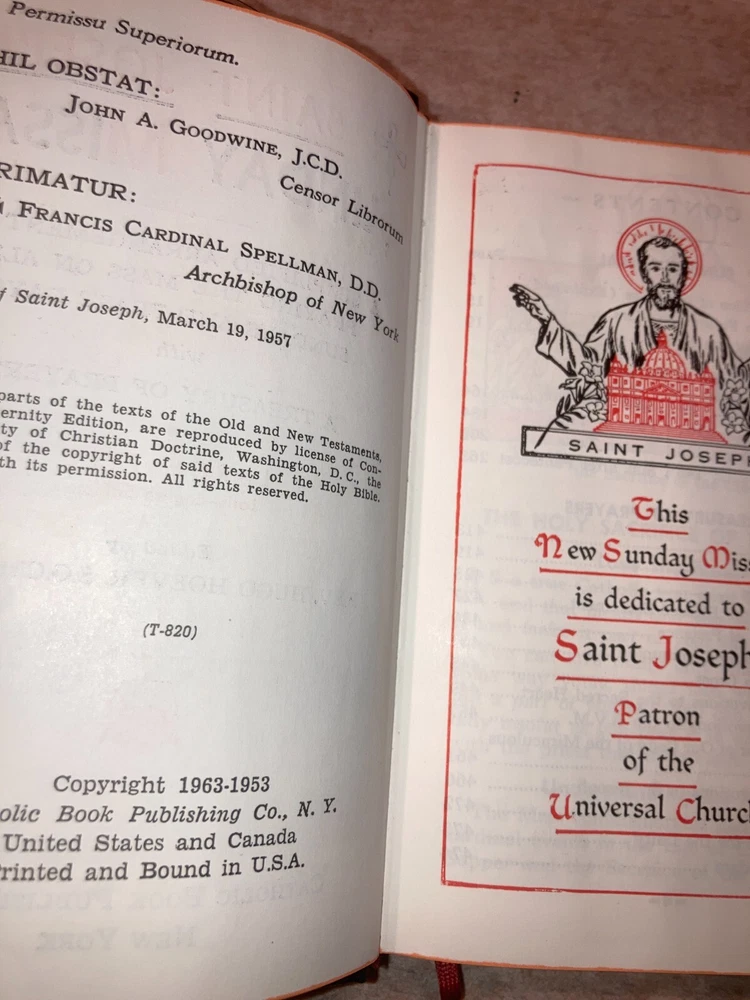 Permissu Superiorum.
HIL OBSTAT:
JOHN A. GOODWINE, J.C.D.
Censor Librorum
RIMATUR:
FRANCIS CARDINAL SPELLMAN, D.D.
Archbishop of New York
f Saint Joseph, March 19, 1957
parts of the texts of the Old and New Testaments,
ernity Edition, are reproduced by license of Con-
ty of Christian Doctrine, Washington, D. C., the
of the copyright of said texts of the Holy Bible.
th its permission. All rights reserved.
(T-820)
Copyright 1963-1953
olic Book Publishing Co., N. Y.
United States and Canada
rinted and Bound in U.S.A.
SAINT JOSEPH
This
New Sunday Miss
is dedicated to
Saint Joseph
Patron
of the
Universal Church